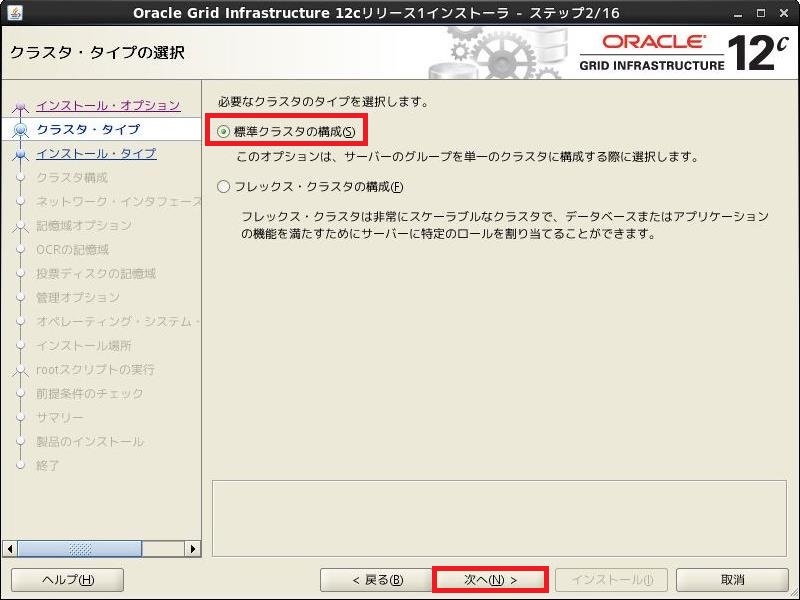 Oracle Grid Infrastructure 12cリリース1インストーラ - ステップ2/16
クラスタ・タイプの選択
ORACLE
GRID INFRASTRUCTURE
12c
インストール・オプション
クラスタ・タイプ
インストール・タイプ
クラスタ構成
ネットワーク・インタフェース
記憶域オプション
OCRの記憶域
投票ディスクの記憶域
管理オプション
オペレーティング・システム・
インストール場所
rootスクリプトの実行
前提条件のチェック
サマリー
製品のインストール
終了
必要なクラスタのタイプを選択します。
標準クラスタの構成(S)
このオプションは、サーバーのグループを単一のクラスタに構成する際に選択します。
フレックス・クラスタの構成(F)
フレックス・クラスタは非常にスケーラブルなクラスタで、データベースまたはアプリケーション
の機能を満たすためにサーバーに特定のロールを割り当てることができます。
ヘルプ(H)
< 戻る(B)
次へ(N) >
インストール(I)
取消